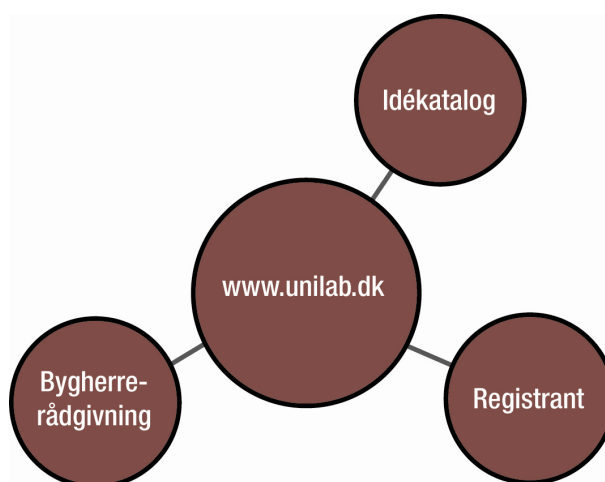 Idékatalog
www.unilab.dk
Bygherre-
rådgivning
Registrant